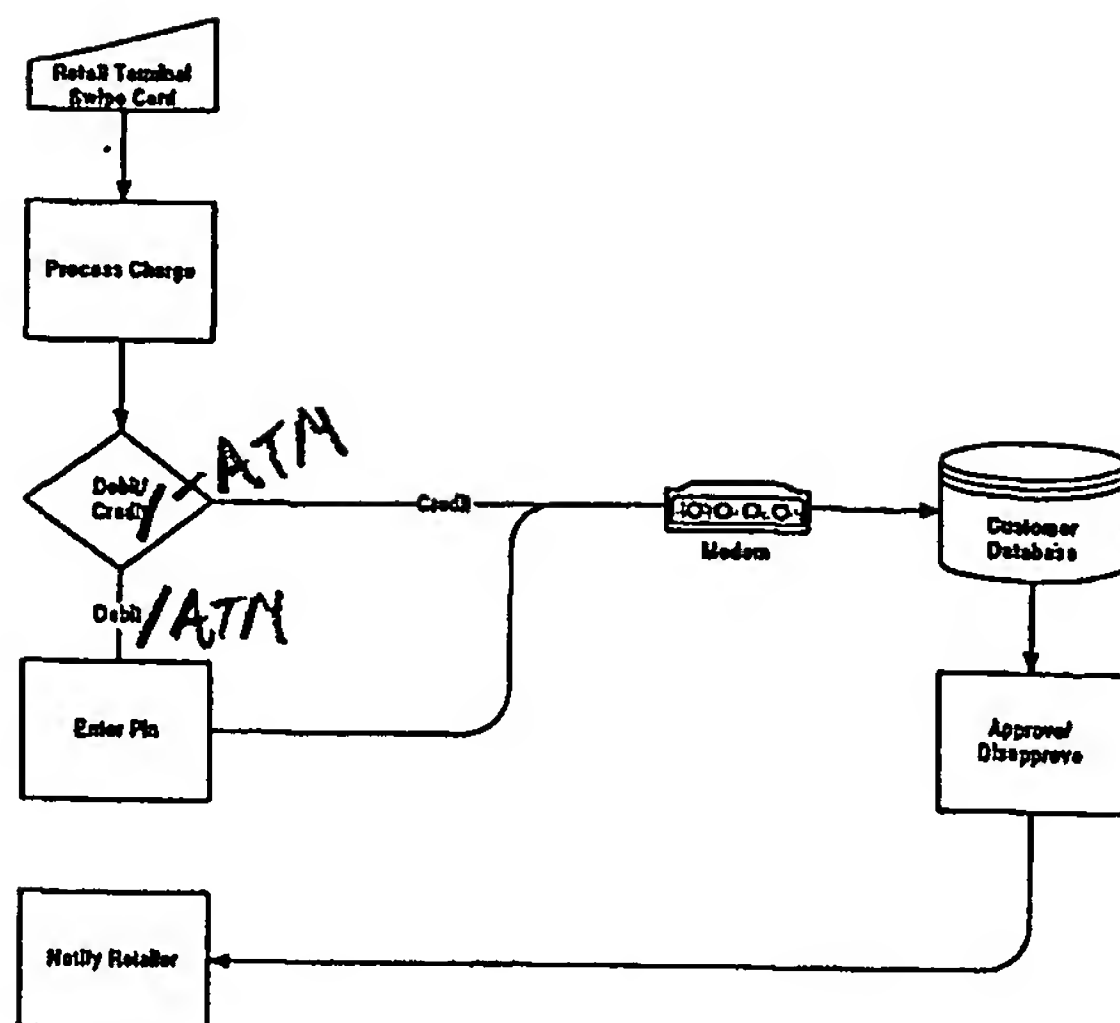 Retail Terminal
Swipe Card
Process Charge
Debit/
Credit
/ ATM
Credit
Modem
Customer
Database
Debit
/ATM
Enter Pin
Approve/
Disapprove
Notify Retailer